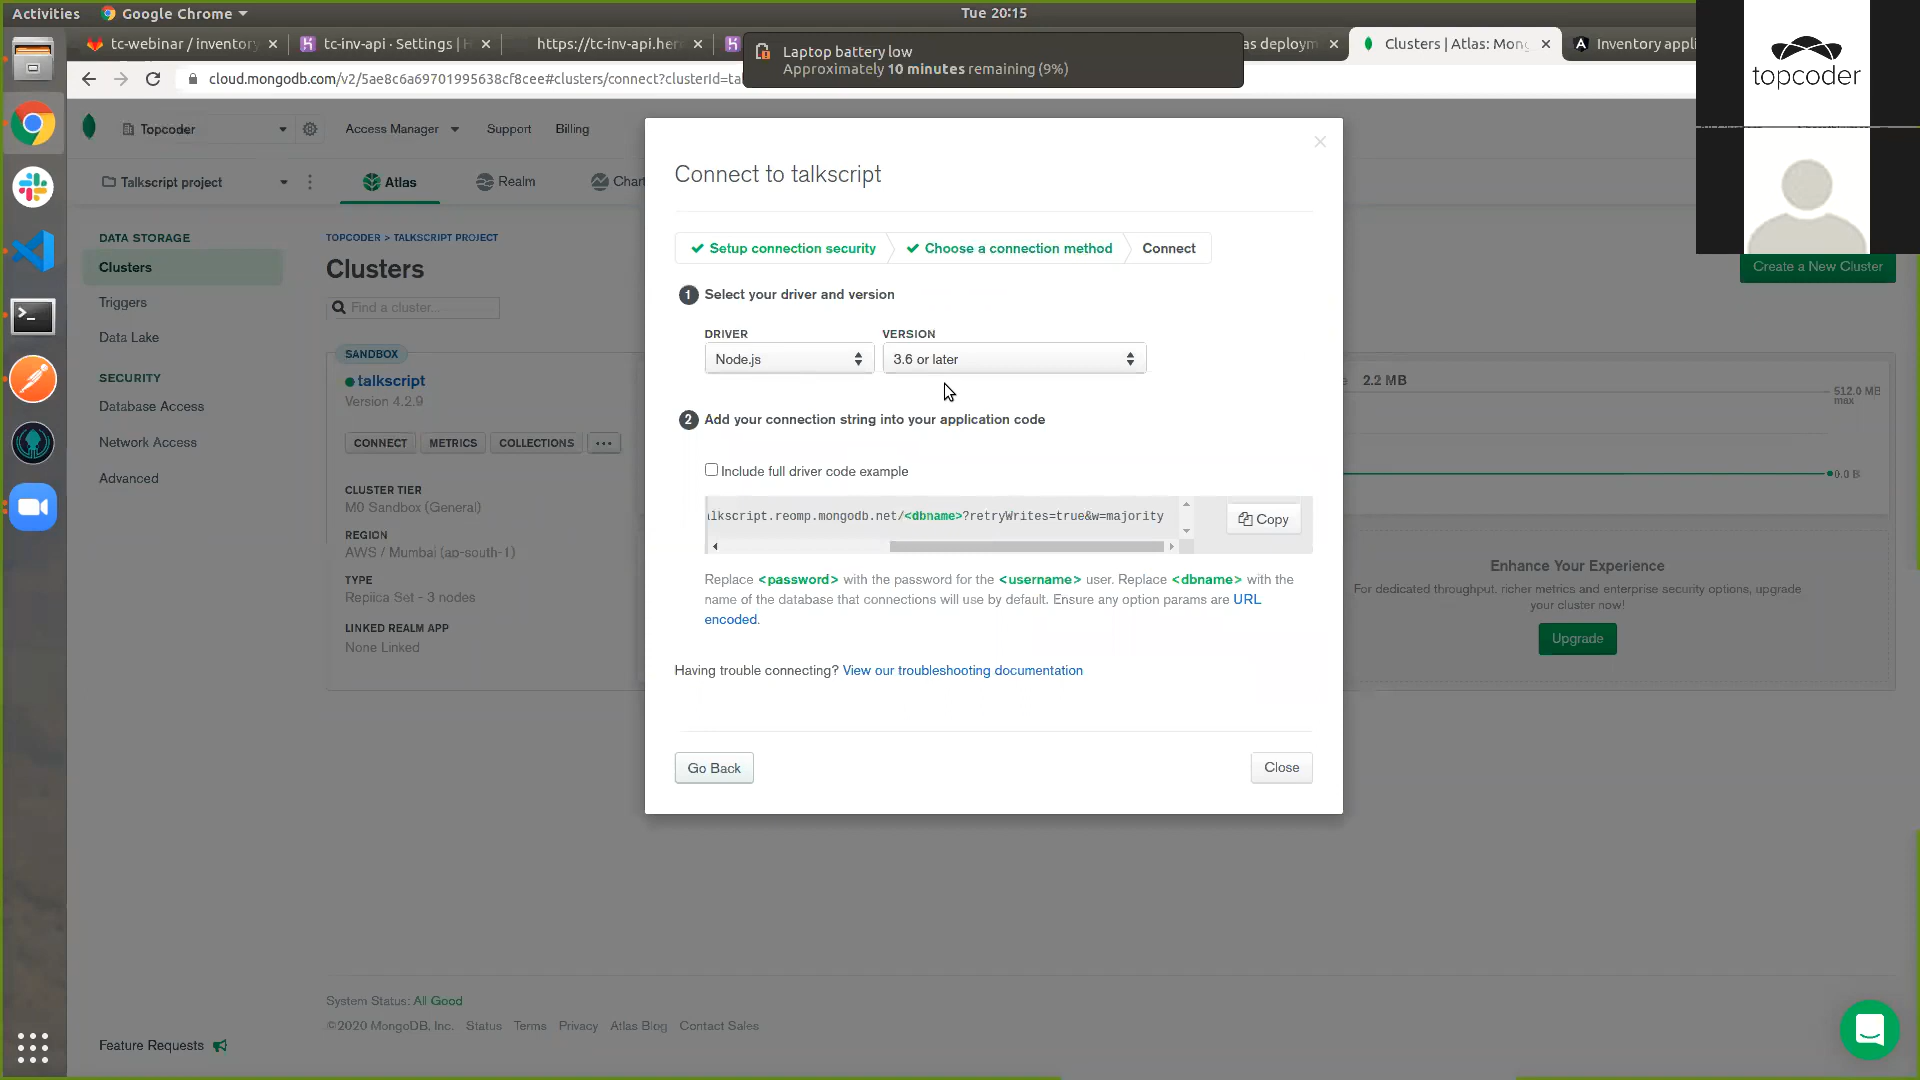 Activities
Google Chrome
Tue 20:15
tc-webinar / inventory
tc-inv-api · Settings | H
https://tc-inv-api.her
as deploym
Clusters | Atlas: Mong
Inventory appli
Laptop battery low
Approximately 10 minutes remaining (9%)
cloud.mongodb.com/v2/5ae8c6a69701995638cf8cee#clusters/connect?clusterId=ta
topcoder
Topcoder
Access Manager
Support
Billing
Talkscript project
Atlas
Realm
Chart
DATA STORAGE
Clusters
Triggers
Data Lake
SECURITY
Database Access
Network Access
Advanced
TOPCODER > TALKSCRIPT PROJECT
Clusters
Find a cluster...
Create a New Cluster
SANDBOX
talkscript
Version 4.2.9
CONNECT
METRICS
COLLECTIONS
...
CLUSTER TIER
M0 Sandbox (General)
REGION
AWS / Mumbai (ap-south-1)
TYPE
Replica Set - 3 nodes
LINKED REALM APP
None Linked
Connect to talkscript
Setup connection security
Choose a connection method
Connect
1 Select your driver and version
DRIVER
VERSION
Node.js
3.6 or later
2 Add your connection string into your application code
Include full driver code example
lkscript.reomp.mongodb.net/<dbname>?retryWrites=true&w=majority
Copy
Replace <password> with the password for the <username> user. Replace <dbname> with the
name of the database that connections will use by default. Ensure any option params are URL
encoded.
Having trouble connecting? View our troubleshooting documentation
Go Back
Close
2.2 MB
512.0 MB
max
0.0 B
Enhance Your Experience
For dedicated throughput, richer metrics and enterprise security options, upgrade
your cluster now!
Upgrade
System Status: All Good
©2020 MongoDB, Inc.
Status
Terms
Privacy
Atlas Blog
Contact Sales
Feature Requests